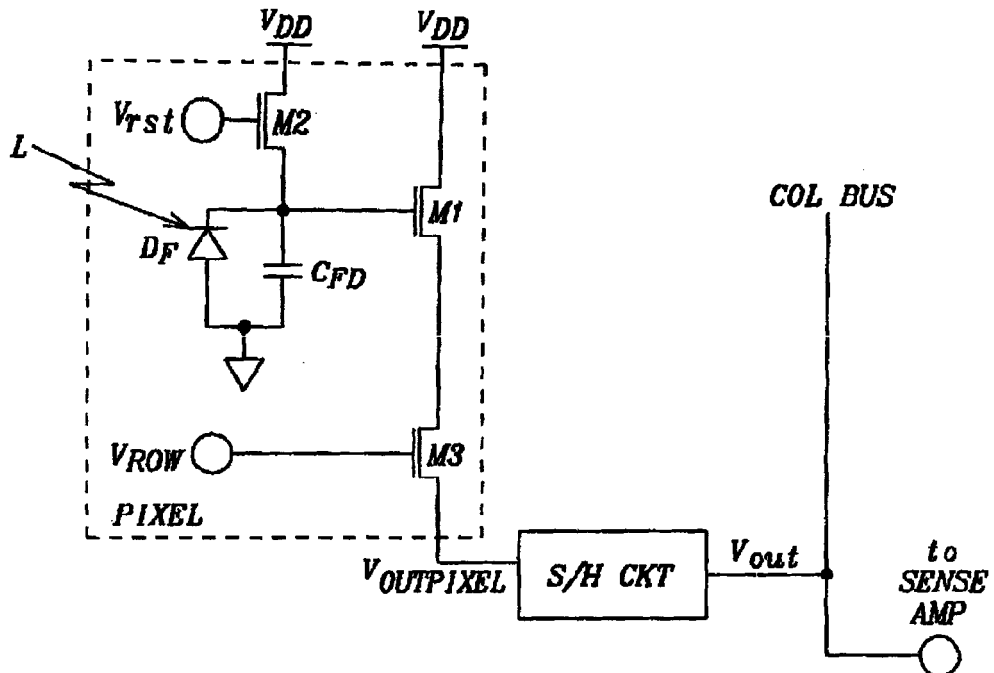 VDD
VDD
Vrst
M2
L
M1
COL BUS
DF
CFD
VROW
M3
PIXEL
VOUTPIXEL
S/H CKT
Vout
to
SENSE
AMP